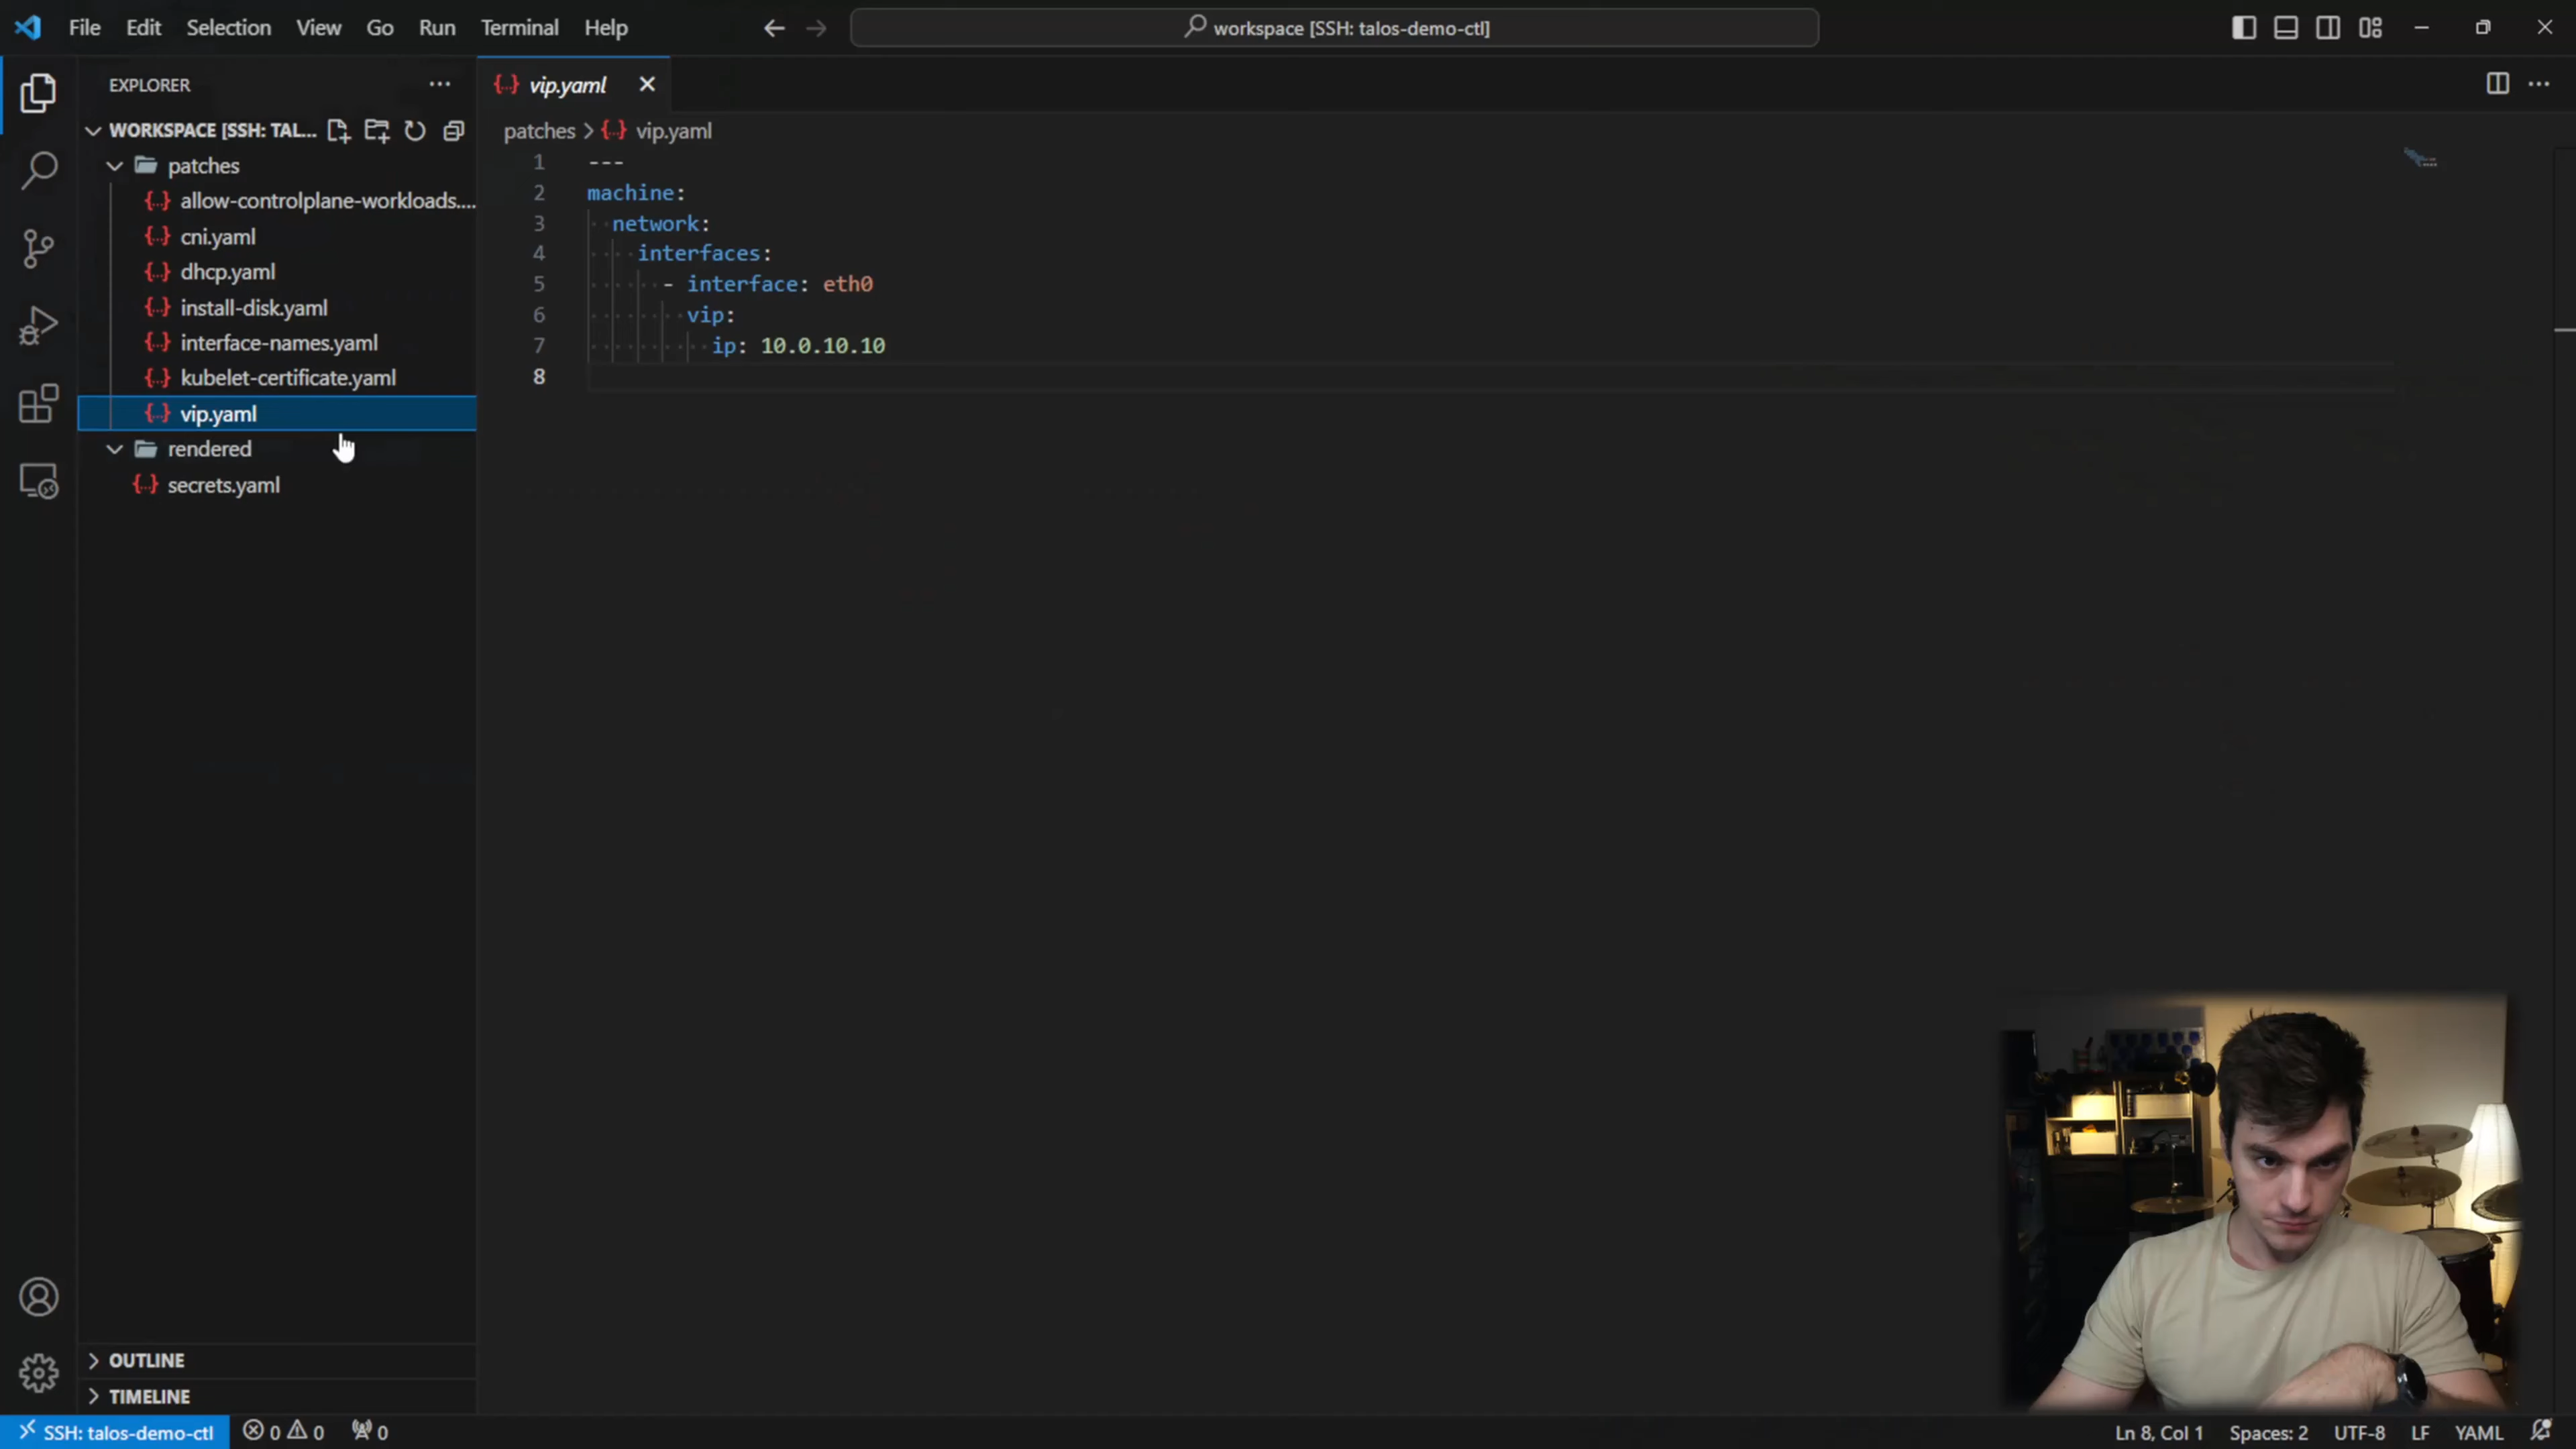 File Edit Selection View Go Run Terminal Help
workspace [SSH: talos-demo-ctl]
EXPLORER
WORKSPACE [SSH: TAL...
patches
allow-controlplane-workloads....
cni.yaml
dhcp.yaml
install-disk.yaml
interface-names.yaml
kubelet-certificate.yaml
vip.yaml
rendered
secrets.yaml
OUTLINE
TIMELINE
vip.yaml
patches > vip.yaml
1 ---
2 machine:
3 network:
4 interfaces:
5 - interface: eth0
6 vip:
7 ip: 10.0.10.10
8
SSH: talos-demo-ctl 0 0 0
Ln 8, Col 1 Spaces: 2 UTF-8 LF YAML